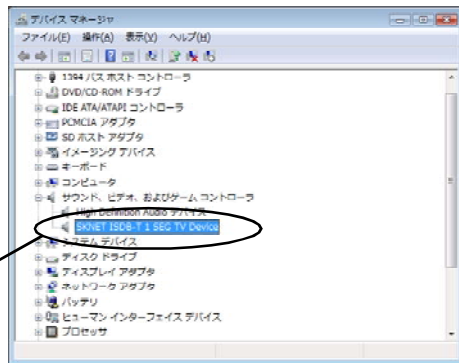 デバイス マネージャ
ファイル(F) 操作(A) 表示(V) ヘルプ(H)
1394 バス ホスト コントローラ
DVD/CD-ROM ドライブ
IDE ATA/ATAPI コントローラ
PCMCIA アダプタ
SD ホスト アダプタ
イメージング デバイス
キーボード
コンピュータ
サウンド、ビデオ、およびゲーム コントローラ
High Definition Audio デバイス
SKNET ISDB-T 1 SEG TV Device
システム デバイス
ディスク ドライブ
ディスプレイ アダプタ
ネットワーク アダプタ
バッテリ
ヒューマン インターフェイス デバイス
プロセッサ